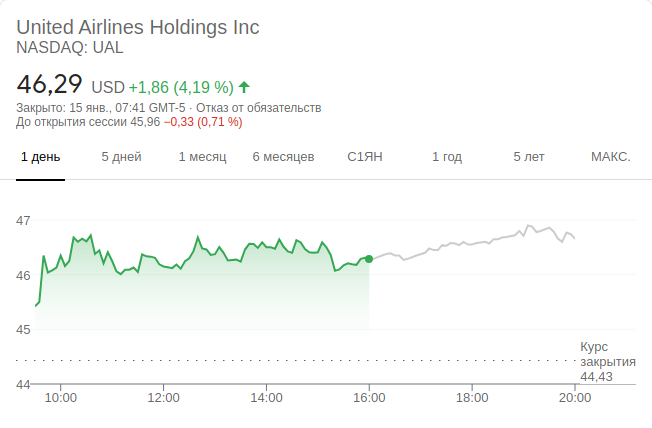 United Airlines Holdings Inc
NASDAQ: UAL
46,29 USD +1,86 (4,19 %)
Закрыто: 15 янв., 07:41 GMT-5 · Отказ от обязательств
До открытия сессии 45,96 −0,33 (0,71 %)
1 день 5 дней 1 месяц 6 месяцев С1ЯН 1 год 5 лет МАКС.
47
46
45
Курс
закрытия
44,43
44
10:00 12:00 14:00 16:00 18:00 20:00